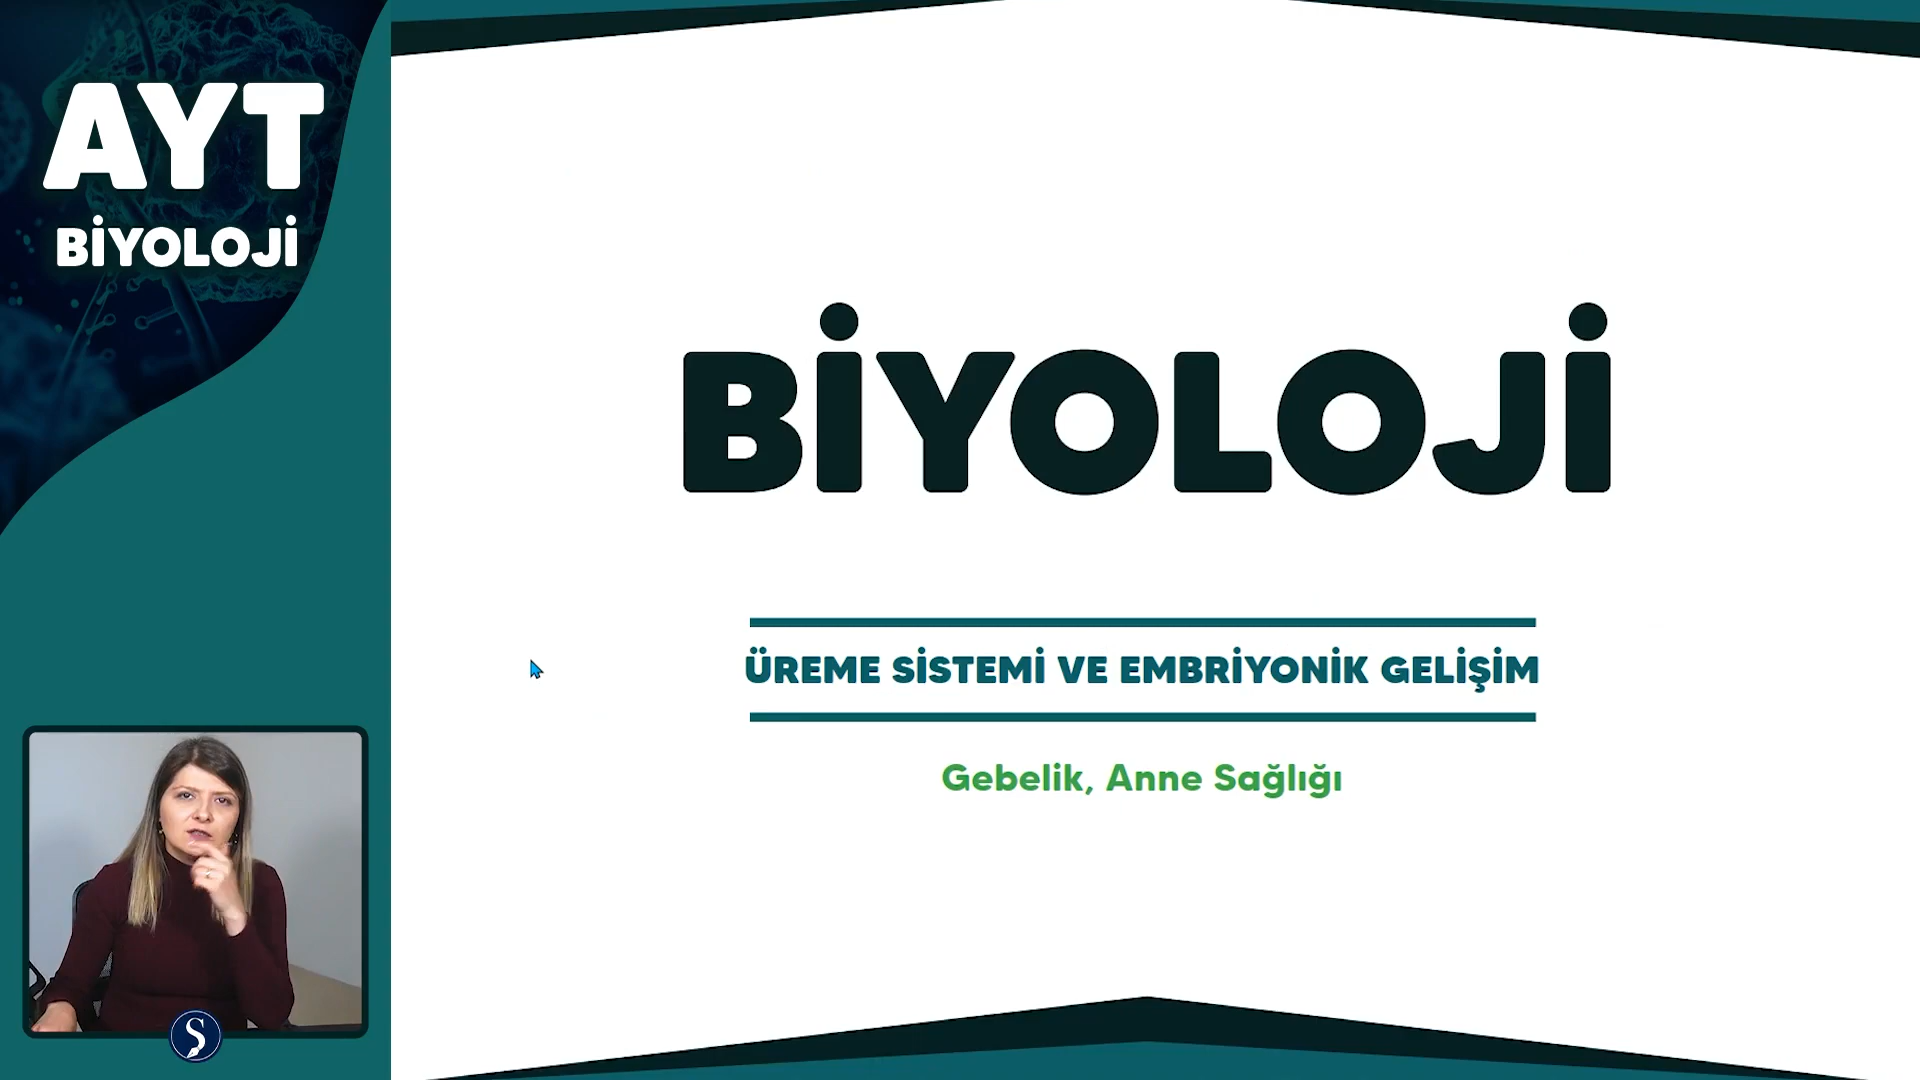 AYT
BİYOLOJİ
BİYOLOJİ
ÜREME SİSTEMİ VE EMBRİYONİK GELİŞİM
Gebelik, Anne Sağlığı
S